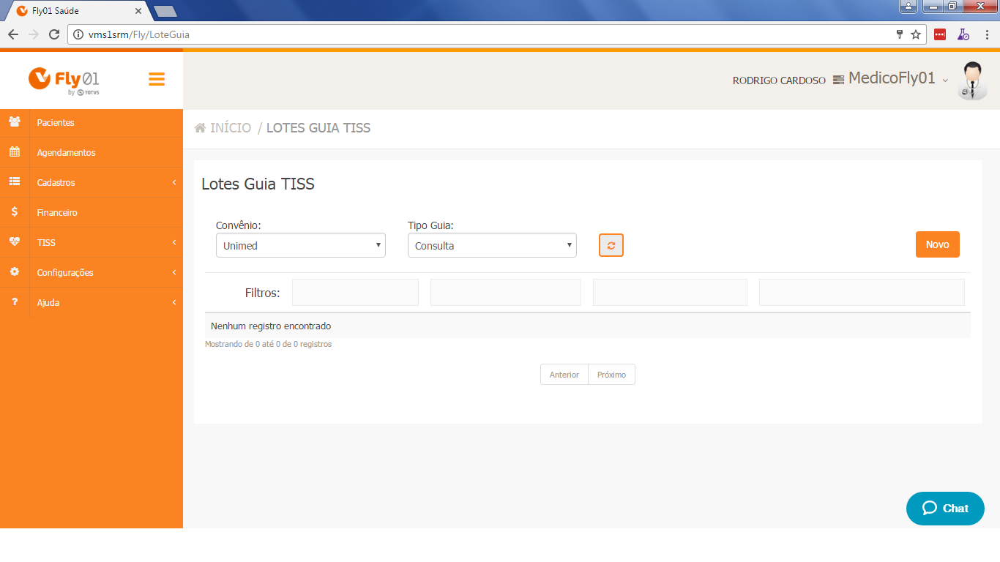 Fly01 Saúde
vms1srm/Fly/LoteGuia
Fly01
by TOTVS
RODRIGO CARDOSO MedicoFly01
Pacientes
Agendamentos
Cadastros
Financeiro
TISS
Configurações
Ajuda
INÍCIO / LOTES GUIA TISS
Lotes Guia TISS
Convênio: Tipo Guia:
Unimed Consulta Novo
Filtros:
Nenhum registro encontrado
Mostrando de 0 até 0 de 0 registros
Anterior Próximo
Chat